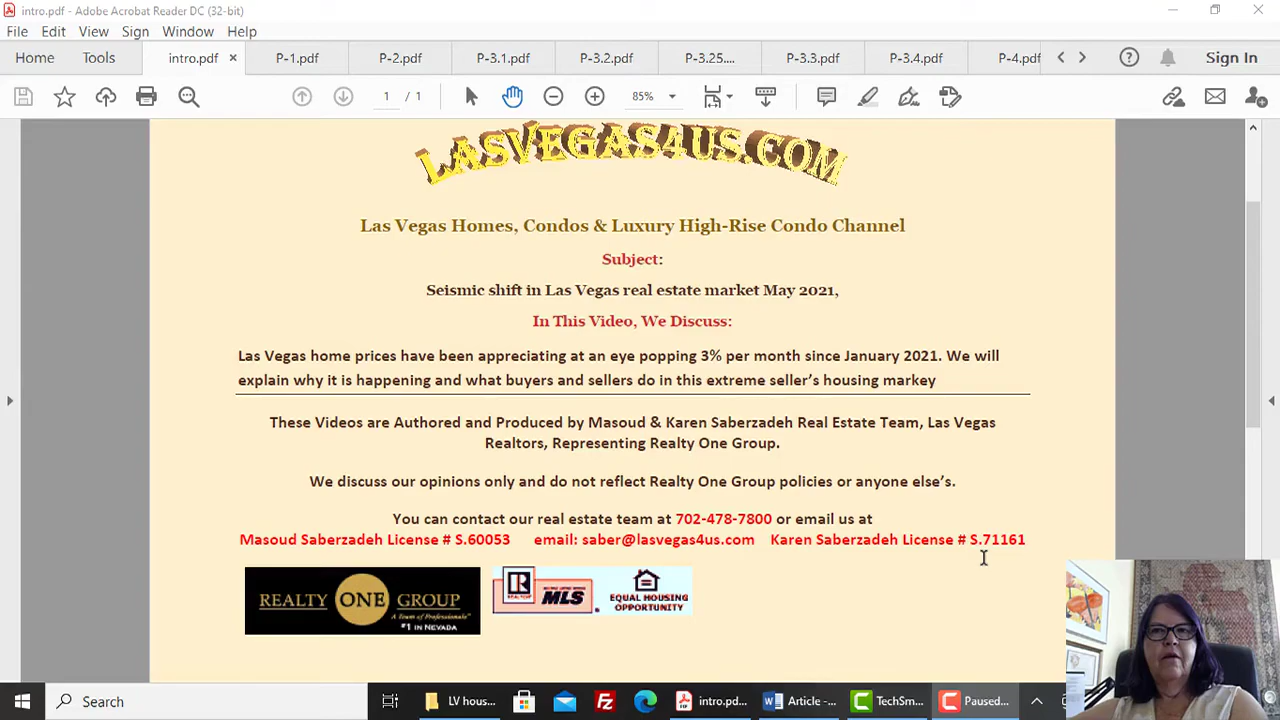 intro.pdf - Adobe Acrobat Reader DC (32-bit)
File Edit View Sign Window Help
Home Tools intro.pdf × P-1.pdf P-2.pdf P-3.1.pdf P-3.2.pdf P-3.25.... P-3.3.pdf P-3.4.pdf P-4.pdf Sign In
1 / 1 85%
LASVEGAS4US.COM
Las Vegas Homes, Condos & Luxury High-Rise Condo Channel
Subject:
Seismic shift in Las Vegas real estate market May 2021,
In This Video, We Discuss:
Las Vegas home prices have been appreciating at an eye popping 3% per month since January 2021. We will
explain why it is happening and what buyers and sellers do in this extreme seller's housing markey
These Videos are Authored and Produced by Masoud & Karen Saberzadeh Real Estate Team, Las Vegas
Realtors, Representing Realty One Group.
We discuss our opinions only and do not reflect Realty One Group policies or anyone else's.
You can contact our real estate team at 702-478-7800 or email us at
Masoud Saberzadeh License # S.60053 email: saber@lasvegas4us.com Karen Saberzadeh License # S.71161
REALTY ONE GROUP
A Team of Professionals
#1 IN NEVADA
R
REALTOR
MLS
EQUAL HOUSING
OPPORTUNITY
Search LV hous... intro.pd... Article -... TechSm... Paused...